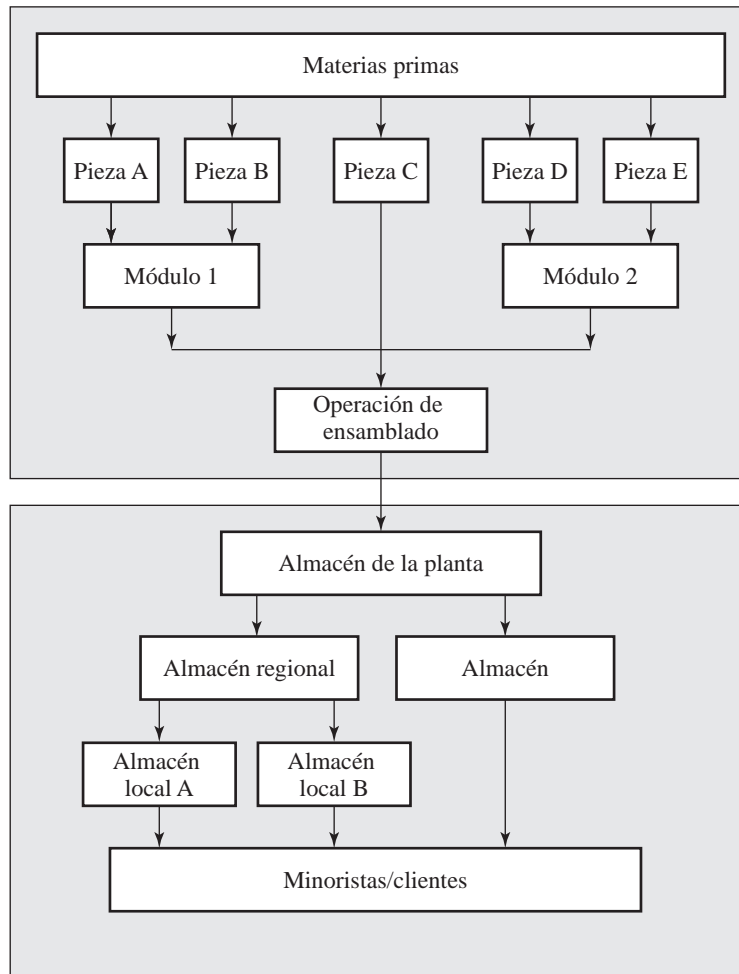 Materias primas
Pieza A
Pieza B
Pieza C
Pieza D
Pieza E
Módulo 1
Módulo 2
Operación de
ensamblado
Almacén de la planta
Almacén regional
Almacén
Almacén
local A
Almacén
local B
Minoristas/clientes